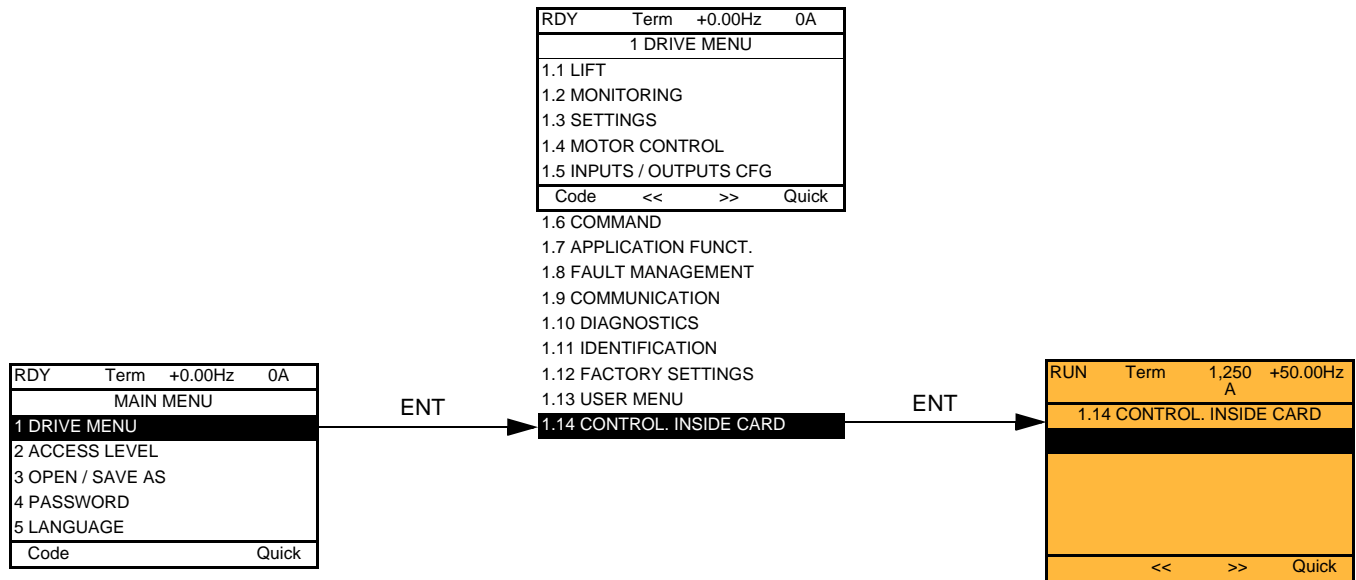 RDY Term +0.00Hz 0A
1 DRIVE MENU
1.1 LIFT
1.2 MONITORING
1.3 SETTINGS
1.4 MOTOR CONTROL
1.5 INPUTS / OUTPUTS CFG
Code << >> Quick
1.6 COMMAND
1.7 APPLICATION FUNCT.
1.8 FAULT MANAGEMENT
1.9 COMMUNICATION
1.10 DIAGNOSTICS
1.11 IDENTIFICATION
1.12 FACTORY SETTINGS
1.13 USER MENU
1.14 CONTROL. INSIDE CARD
RDY Term +0.00Hz 0A
MAIN MENU
1 DRIVE MENU
2 ACCESS LEVEL
3 OPEN / SAVE AS
4 PASSWORD
5 LANGUAGE
Code Quick
ENT
ENT
RUN Term 1,250 +50.00Hz
A
1.14 CONTROL. INSIDE CARD
<< >> Quick